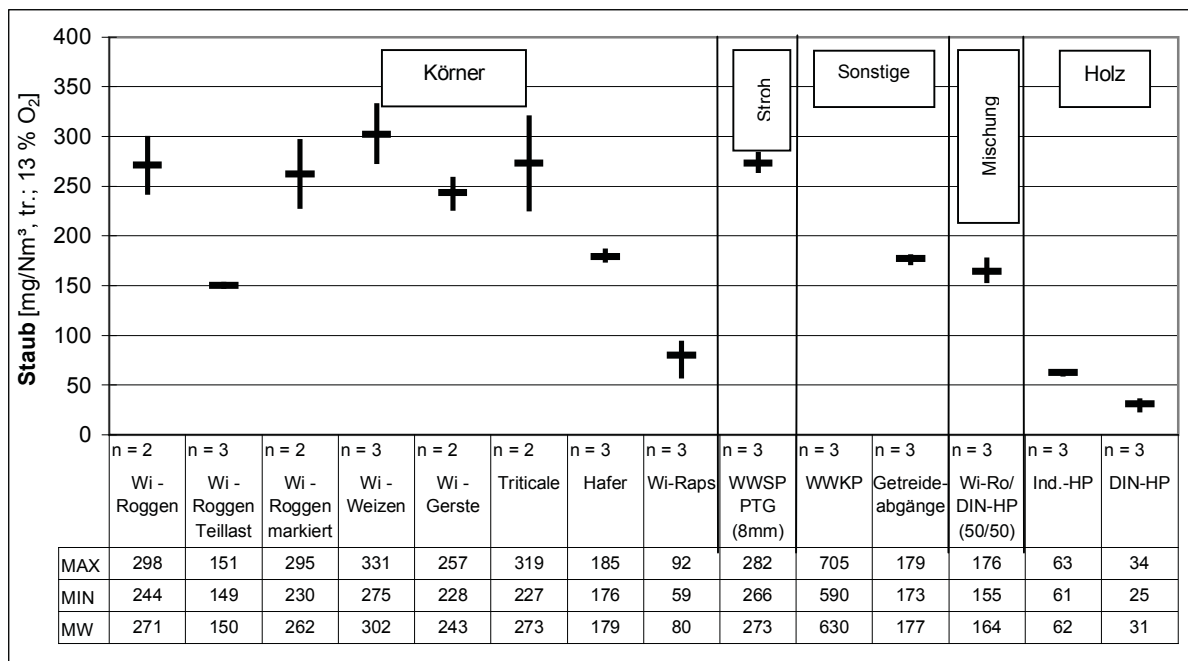 Staub [mg/Nm³, tr.; 13 % O₂]
400
350
300
250
200
150
100
50
0
Körner
Stroh
Sonstige
Mischung
Holz
n = 2 n = 3 n = 2 n = 3 n = 2 n = 2 n = 3 n = 3 n = 3 n = 3 n = 3 n = 3 n = 3 n = 3
Wi -
Roggen
Wi -
Roggen
Teillast
Wi -
Roggen
markiert
Wi -
Weizen
Wi -
Gerste
Triticale
Hafer
Wi-Raps
WWSP
PTG
(8mm)
WWKP
Getreide-
abgänge
Wi-Ro/
DIN-HP
(50/50)
Ind.-HP
DIN-HP
MAX 298 151 295 331 257 319 185 92 282 705 179 176 63 34
MIN 244 149 230 275 228 227 176 59 266 590 173 155 61 25
MW 271 150 262 302 243 273 179 80 273 630 177 164 62 31